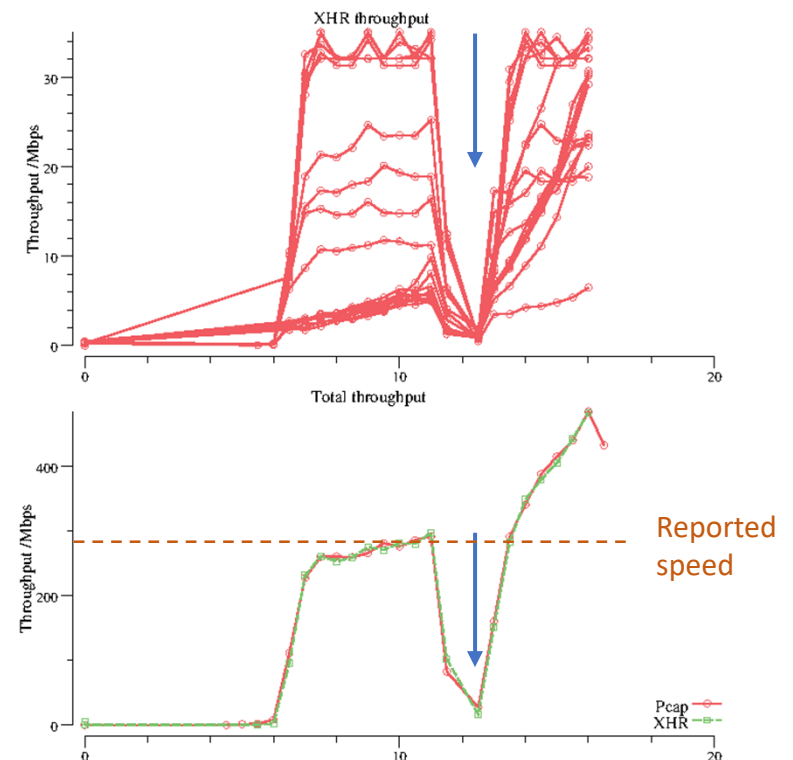 XHR throughput
Throughput /Mbps
30
20
10
0
0
10
20
Total throughput
Throughput /Mbps
400
200
0
Reported
speed
Pcap
XHR
0
10
20